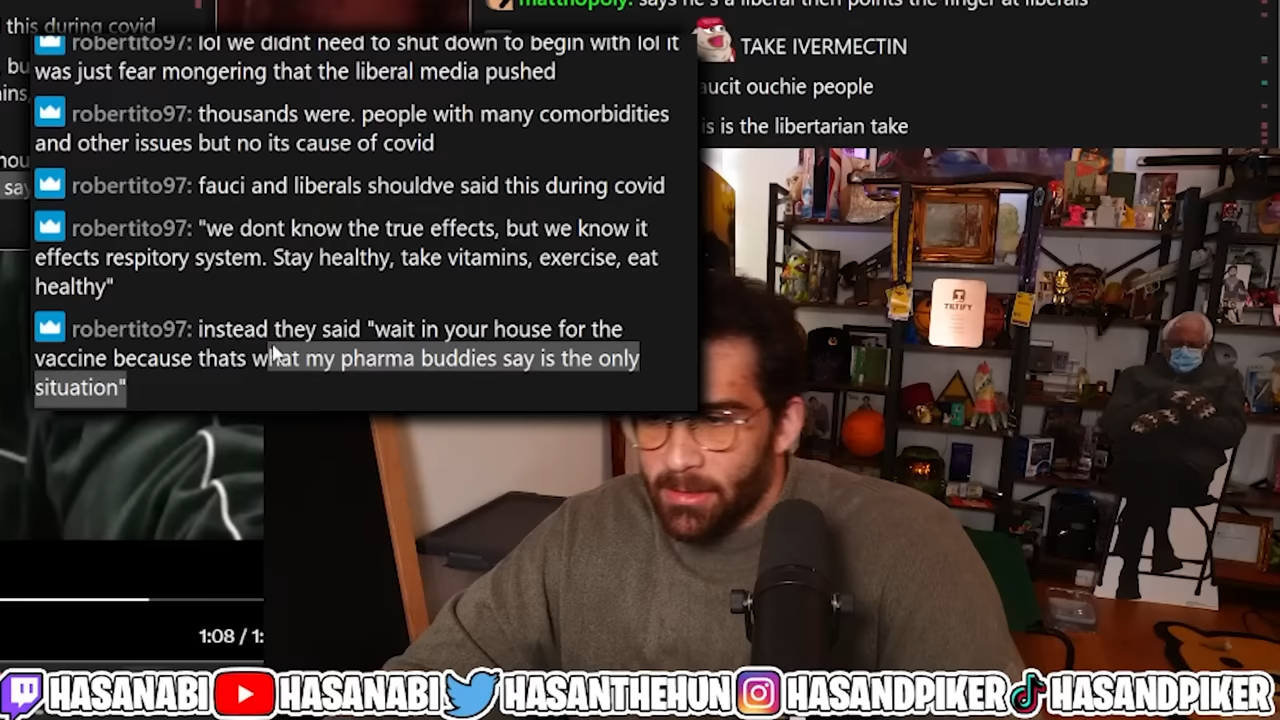 this during covid
matthopoly: says he's a liberal then points the finger at liberals
robertito97: lol we didnt need to shut down to begin with lol it
was just fear mongering that the liberal media pushed
TAKE IVERMECTIN
aucit ouchie people
robertito97: thousands were. people with many comorbidities
and other issues but no its cause of covid
is is the libertarian take
robertito97: fauci and liberals shouldve said this during covid
robertito97: "we dont know the true effects, but we know it
effects respitory system. Stay healthy, take vitamins, exercise, eat
healthy"
robertito97: instead they said "wait in your house for the
vaccine because thats what my pharma buddies say is the only
situation"
TILTIFY
1:08 / 1:
HASANABI HASANABI HASANTHEHUN HASANDPIKER HASANDPIKER